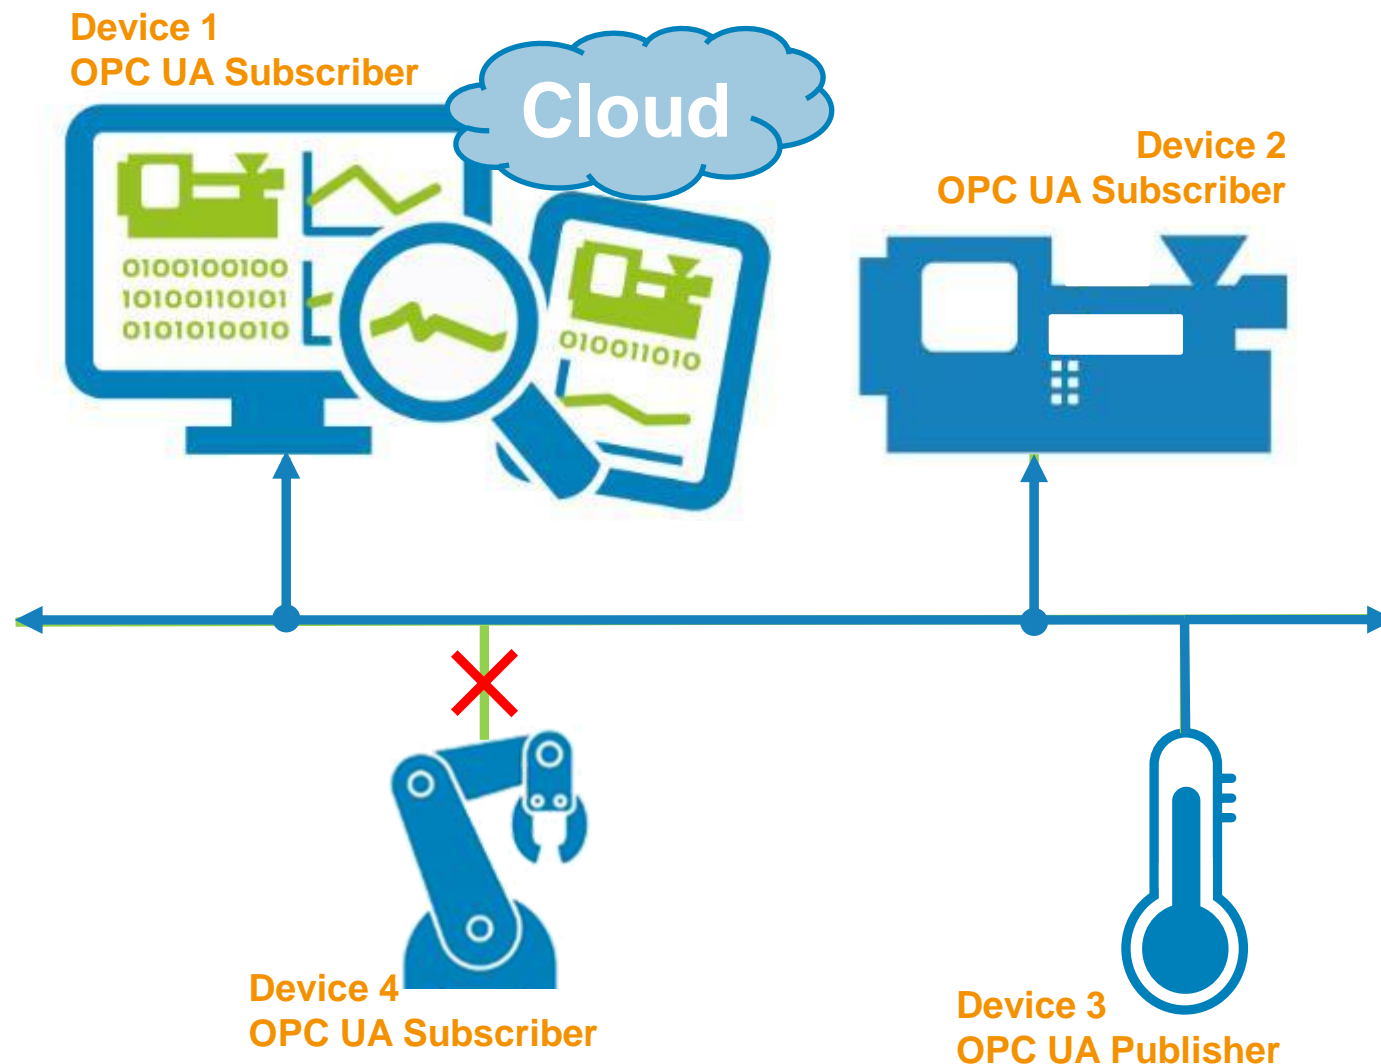 Device 1
OPC UA Subscriber
Cloud
Device 2
OPC UA Subscriber
0100100100
10100110101
0101010010
010011010
Device 4
OPC UA Subscriber
Device 3
OPC UA Publisher